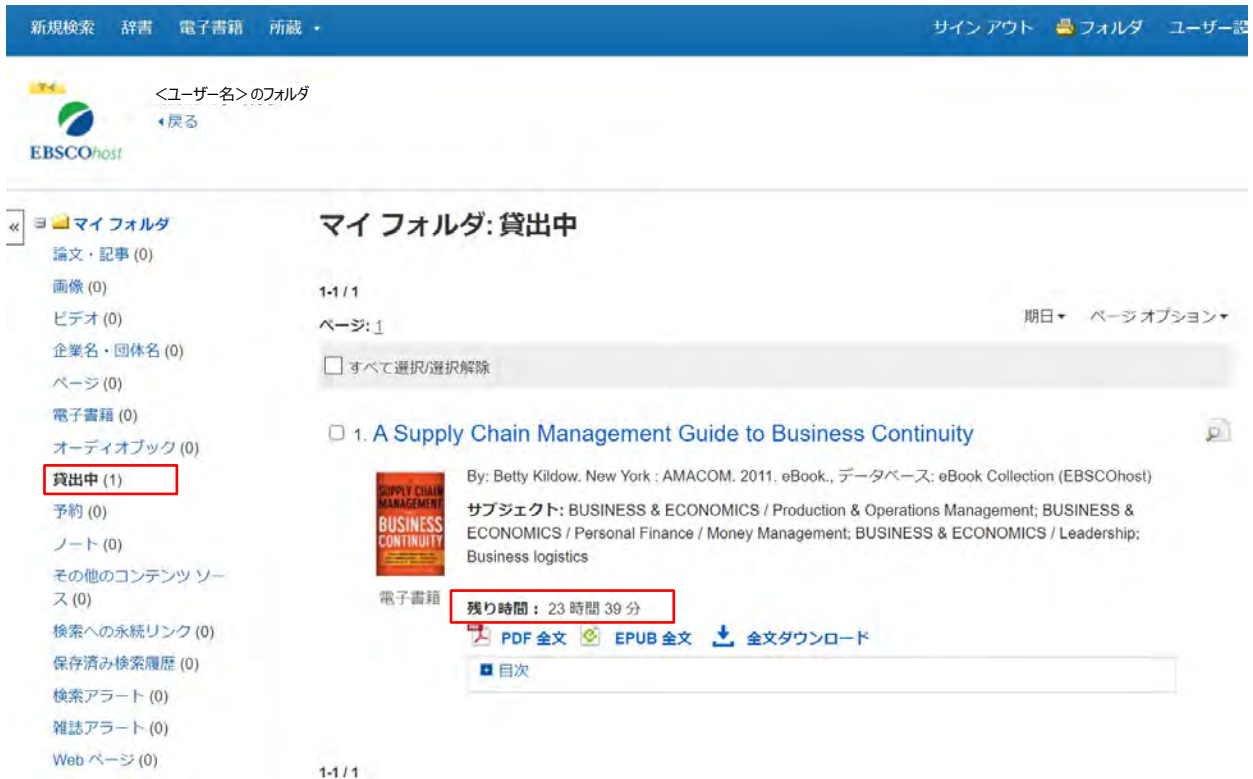 新規検索 辞書 電子書籍 所蔵
サイン アウト フォルダ ユーザー設
マイ
<ユーザー名>のフォルダ
戻る
EBSCOhost
«
マイ フォルダ
論文・記事 (0)
画像 (0)
ビデオ (0)
企業名・団体名 (0)
ページ (0)
電子書籍 (0)
オーディオブック (0)
貸出中 (1)
予約 (0)
ノート (0)
その他のコンテンツ ソー
ス (0)
検索への永続リンク (0)
保存済み検索履歴 (0)
検索アラート (0)
雑誌アラート (0)
Web ページ (0)
マイ フォルダ: 貸出中
1-1 / 1
ページ: 1
期日 ページ オプション
すべて選択/選択解除
1. A Supply Chain Management Guide to Business Continuity
SUPPLY CHAIN
MANAGEMENT
BUSINESS
CONTINUITY
電子書籍
By: Betty Kildow. New York : AMACOM. 2011. eBook., データベース: eBook Collection (EBSCOhost)
サブジェクト: BUSINESS & ECONOMICS / Production & Operations Management; BUSINESS &
ECONOMICS / Personal Finance / Money Management; BUSINESS & ECONOMICS / Leadership;
Business logistics
残り時間： 23 時間 39 分
PDF 全文 EPUB 全文 全文ダウンロード
目次
1-1 / 1